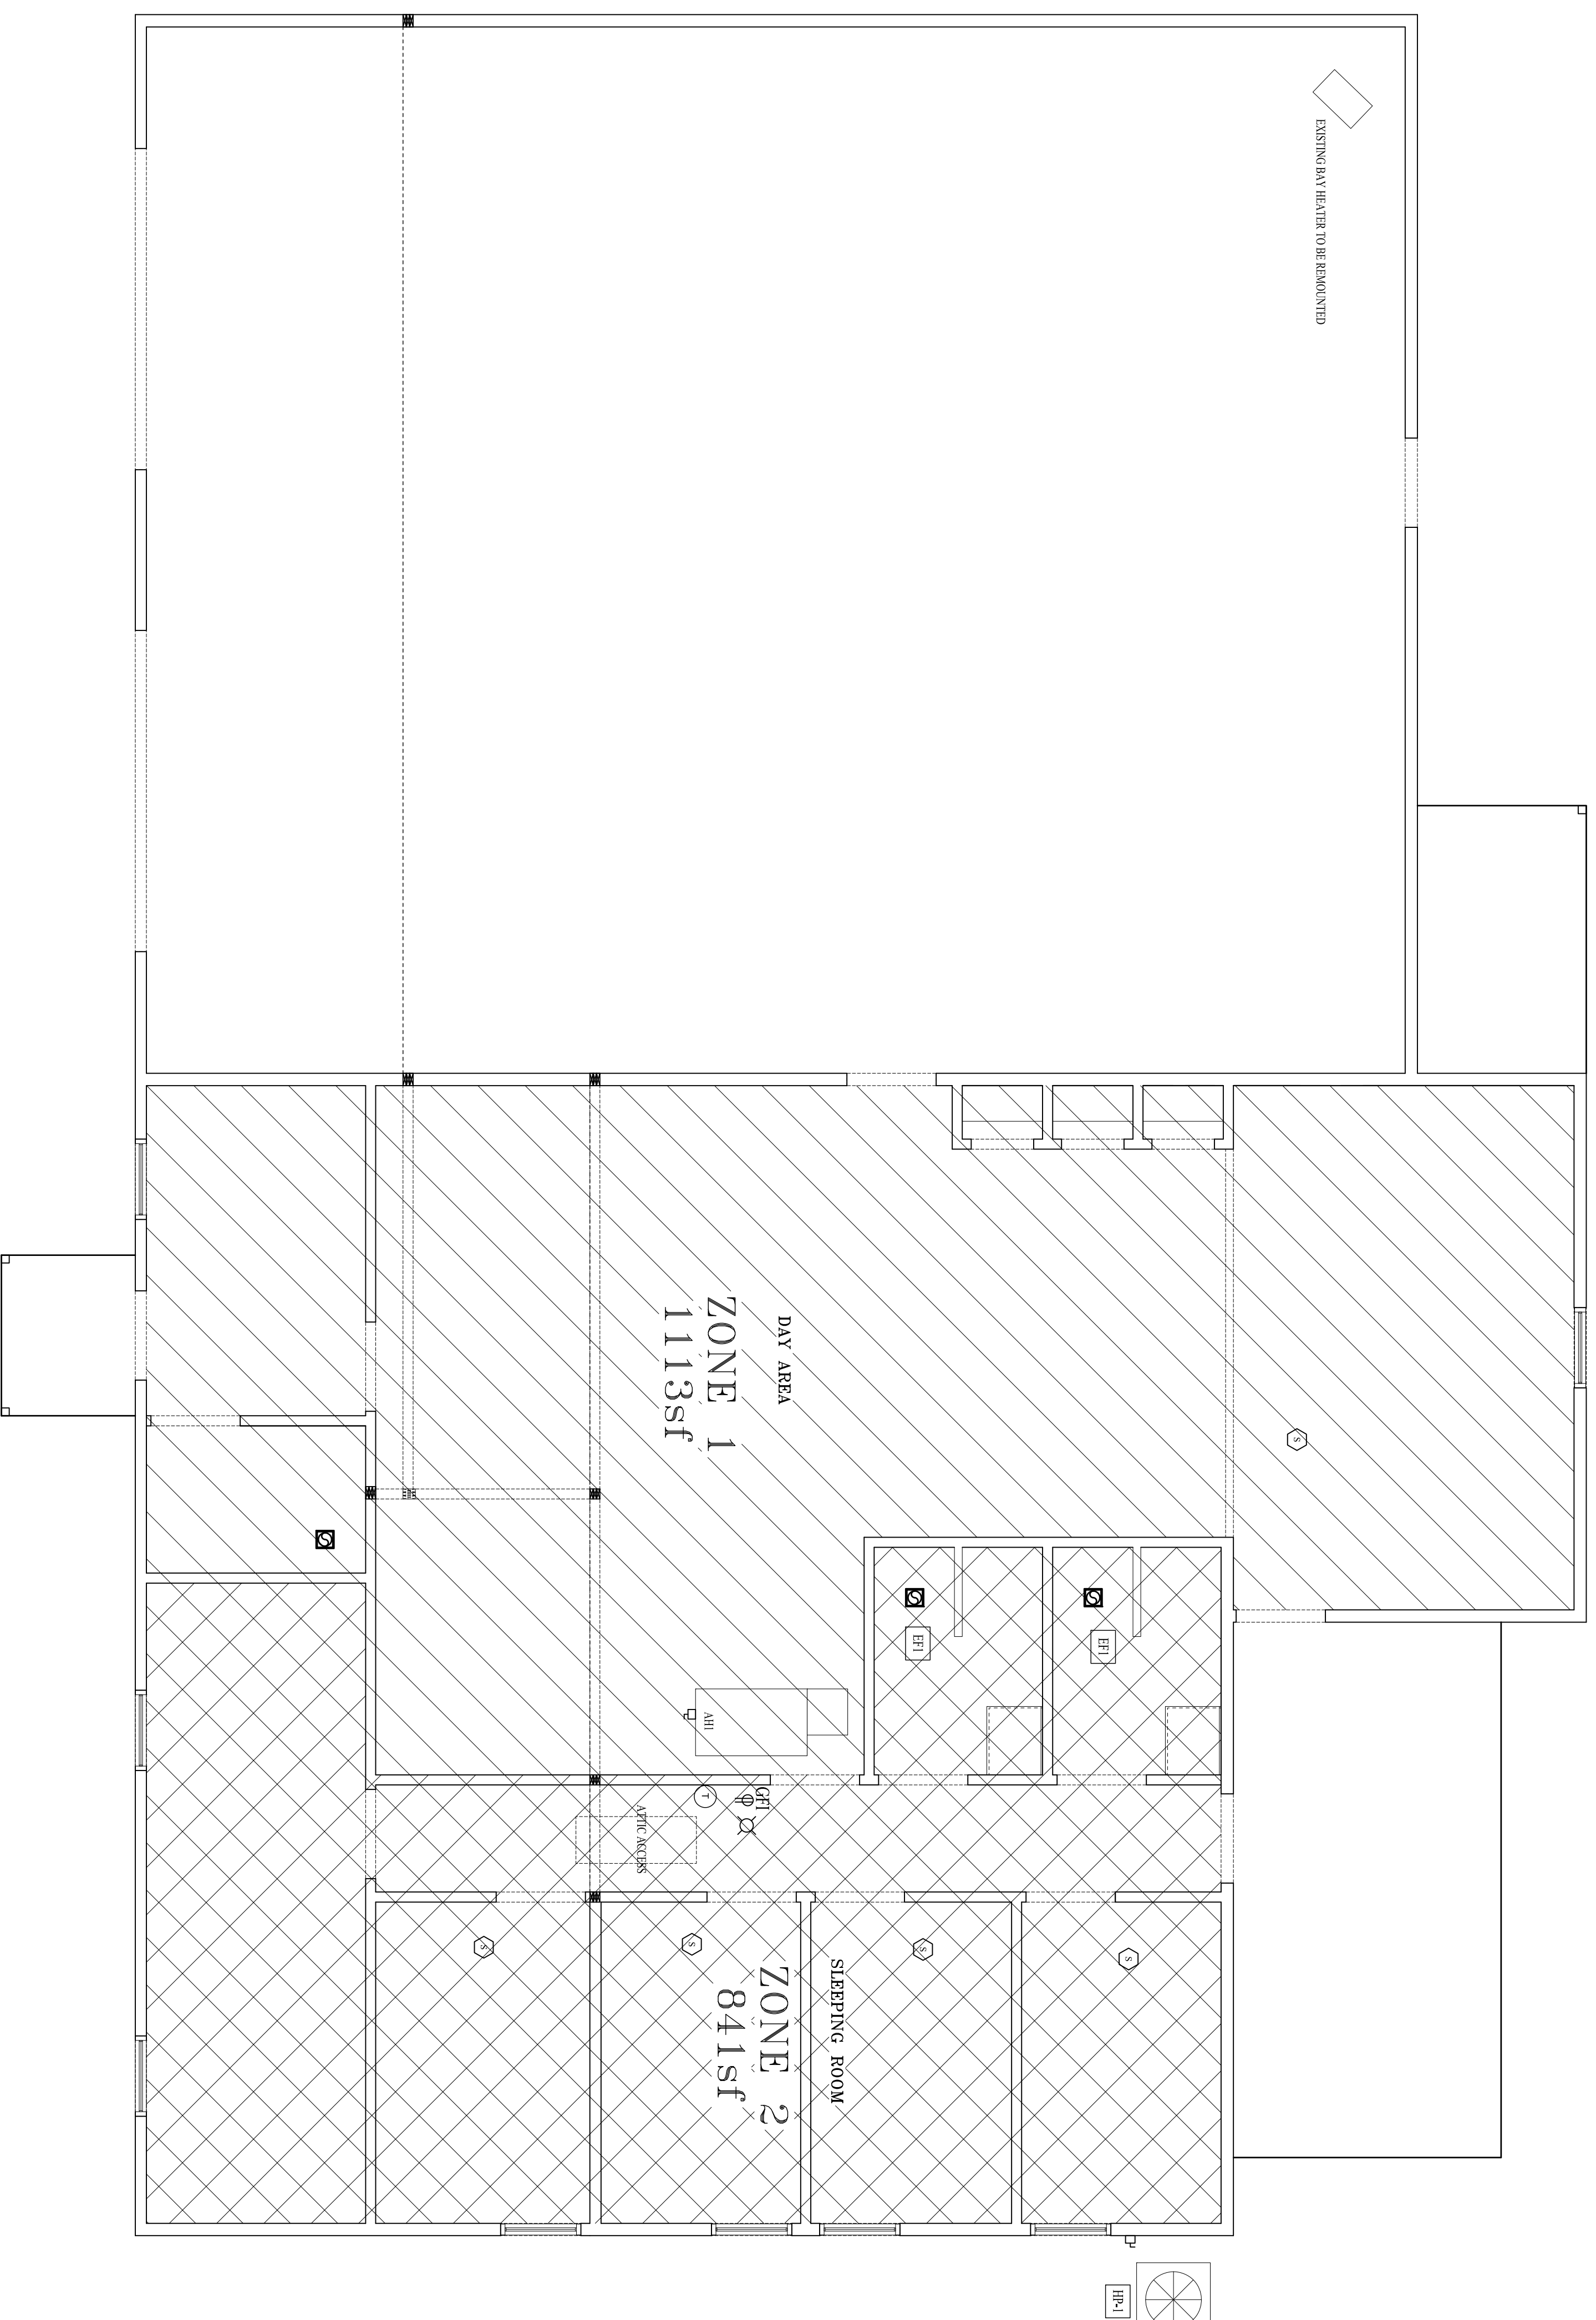 EXISTING BAY HEATER TO BE REMOUNTED
DAY AREA
ZONE 1
1113sf
S
EF1
EF1
AH1
GFI
T
ATTIC ACCESS
S
S
S
S
SLEEPING ROOM
ZONE 2
841sf
HP-1